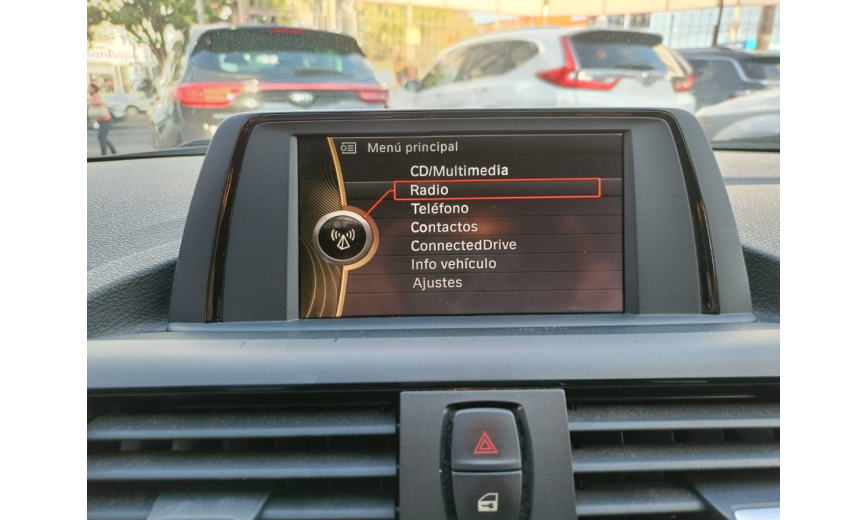 Menú principal
CD/Multimedia
Radio
Teléfono
Contactos
ConnectedDrive
Info vehículo
Ajustes